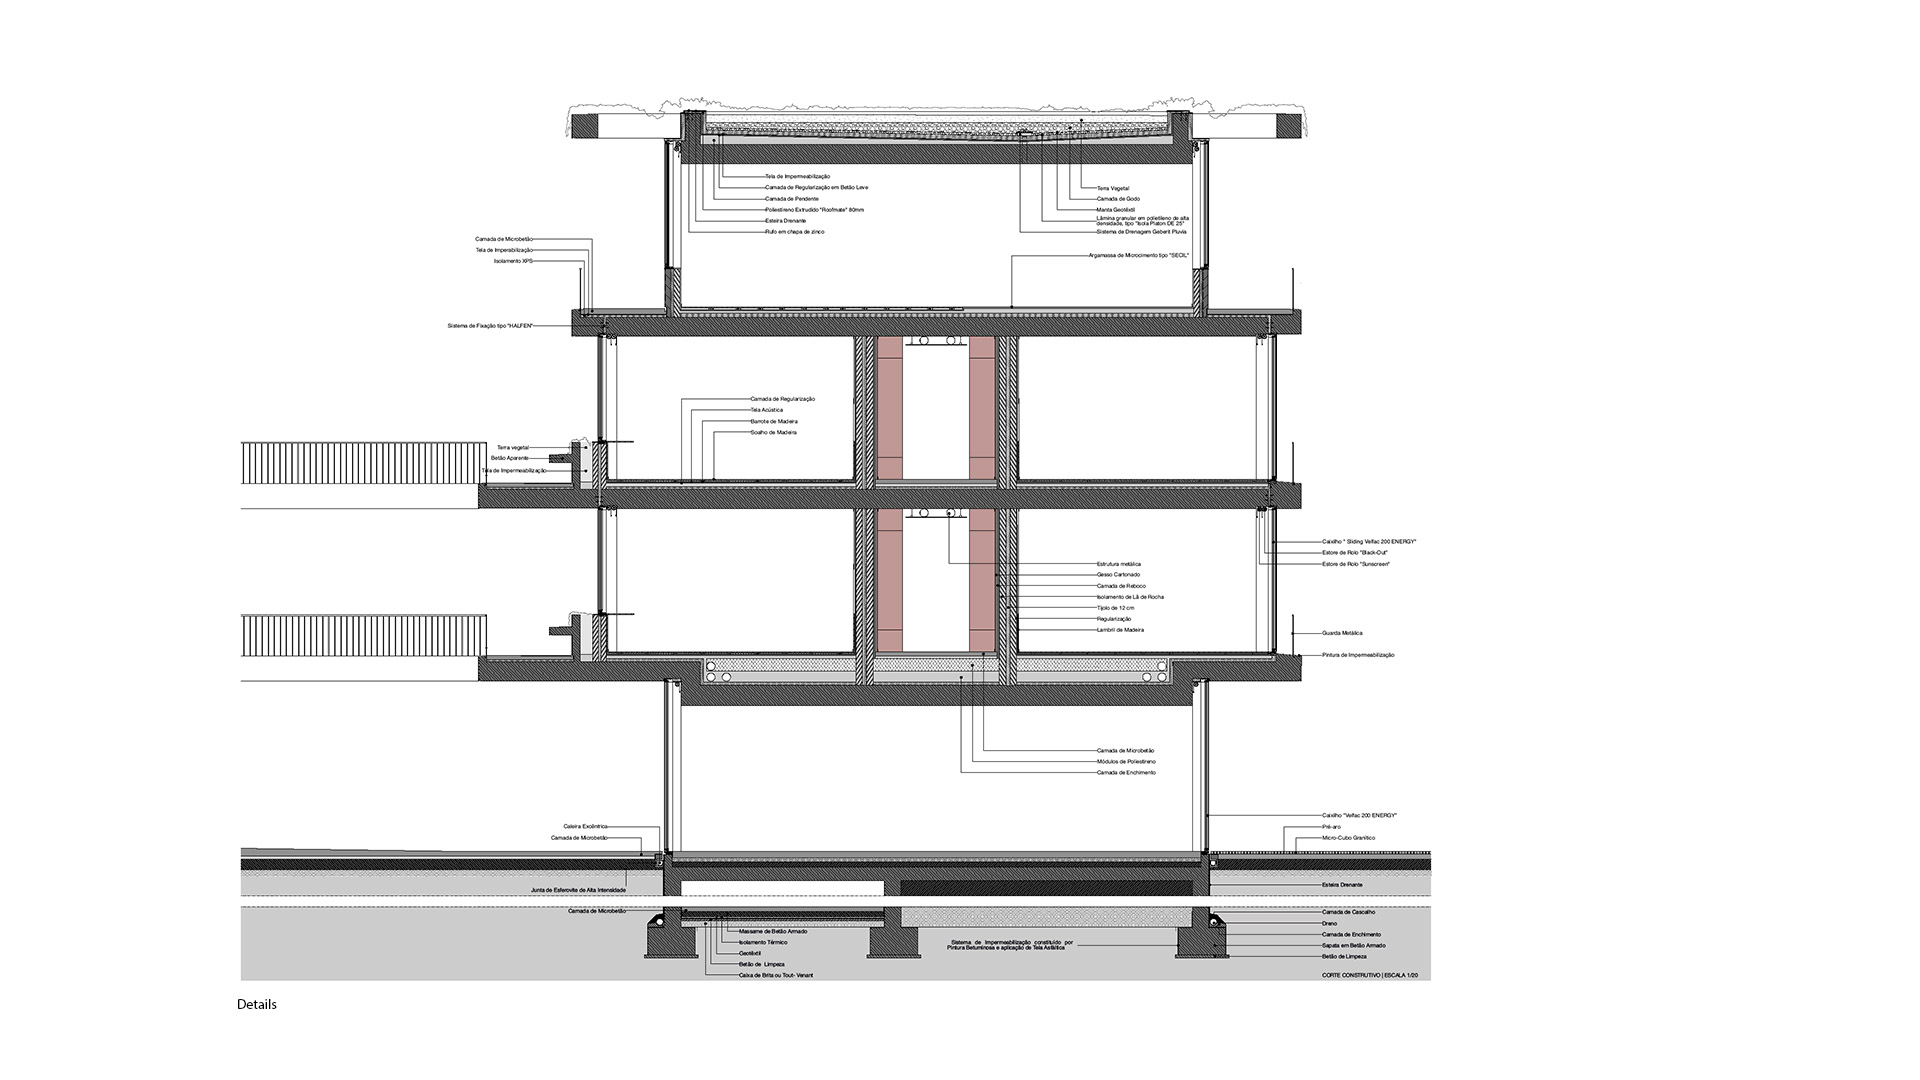 Tela de Impermeabilização
Camada de Regularização em Betão Leve
Camada de Pendente
Poliestireno Extrudido "Roofmate" 80mm
Esteira Drenante
Rufo em chapa de zinco
Terra Vegetal
Camada de Godo
Manta Geotêxtil
Lâmina granular em polietileno de alta
densidade, tipo "Isola Platon DE 25"
Sistema de Drenagem Geberit Pluvia
Camada de Microbetão
Tela de Imperabilização
Isolamento XPS
Argamassa de Microcimento tipo "SECIL"
Sistema de Fixação tipo "HALFEN"
Camada de Regularização
Tela Acústica
Barrote de Madeira
Soalho de Madeira
Terra vegetal
Betão Aparente
Tela de Impermeabilização
Caixilho " Sliding Velfac 200 ENERGY"
Estore de Rolo "Black-Out"
Estore de Rolo "Sunscreen"
Estrutura metálica
Gesso Cartonado
Camada de Reboco
Isolamento de Lã de Rocha
Tijolo de 12 cm
Regularização
Lambril de Madeira
Guarda Metálica
Pintura de Impermeabilização
Camada de Microbetão
Módulos de Poliestireno
Camada de Enchimento
Caleira Excêntrica
Camada de Microbetão
Caixilho "Velfac 200 ENERGY"
Pré-aro
Micro-Cubo Granítico
Junta de Esferovite de Alta Intensidade
Esteira Drenante
Camada de Microbetão
Camada de Cascalho
Dreno
Camada de Enchimento
Sapata em Betão Armado
Betão de Limpeza
Massame de Betão Armado
Isolamento Térmico
Geotêxtil
Betão de Limpeza
Caixa de Brita ou Tout- Venant
Sistema de Impermeabilização constituído por
Pintura Betuminosa e aplicação de Tela Asfáltica
CORTE CONSTRUTIVO | ESCALA 1/20
Details